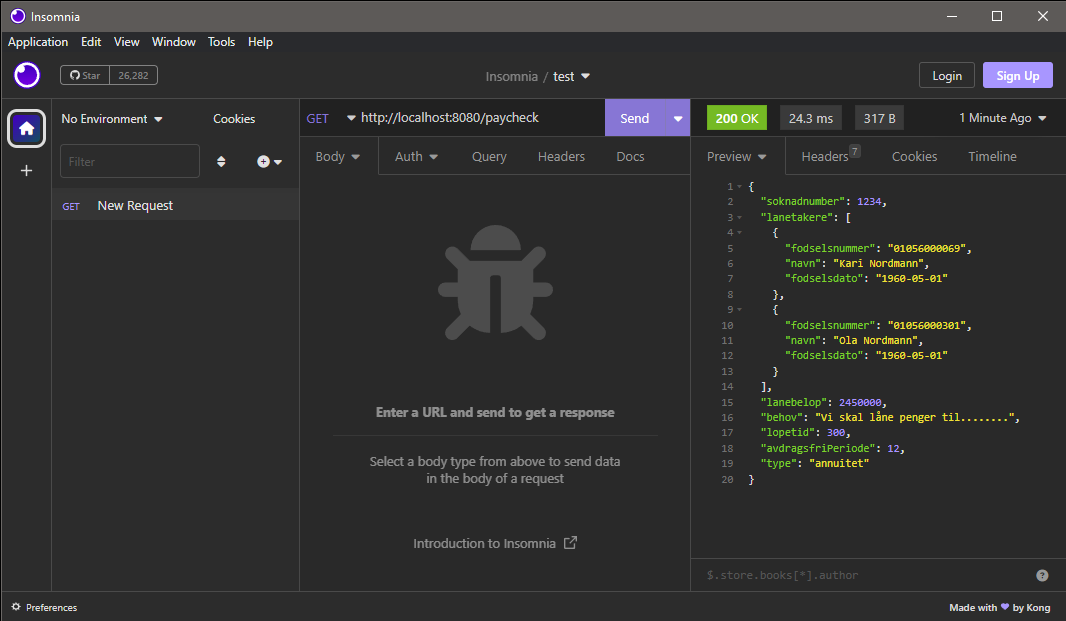 Insomnia
Application Edit View Window Tools Help
Star 26,282
Insomnia / test
Login Sign Up
No Environment Cookies
Filter
GET New Request
GET http://localhost:8080/paycheck Send
Body Auth Query Headers Docs
Enter a URL and send to get a response
Select a body type from above to send data
in the body of a request
Introduction to Insomnia
200 OK 24.3 ms 317 B 1 Minute Ago
Preview Headers 7 Cookies Timeline
1 {
2 "soknadnumber": 1234,
3 "lanetakere": [
4 {
5 "fodselsnummer": "01056000069",
6 "navn": "Kari Nordmann",
7 "fodselsdato": "1960-05-01"
8 },
9 {
10 "fodselsnummer": "01056000301",
11 "navn": "Ola Nordmann",
12 "fodselsdato": "1960-05-01"
13 }
14 ],
15 "lanebelop": 2450000,
16 "behov": "Vi skal låne penger til........",
17 "lopetid": 300,
18 "avdragsfriPeriode": 12,
19 "type": "annuitet"
20 }
$.store.books[*].author ?
Preferences
Made with 💜 by Kong